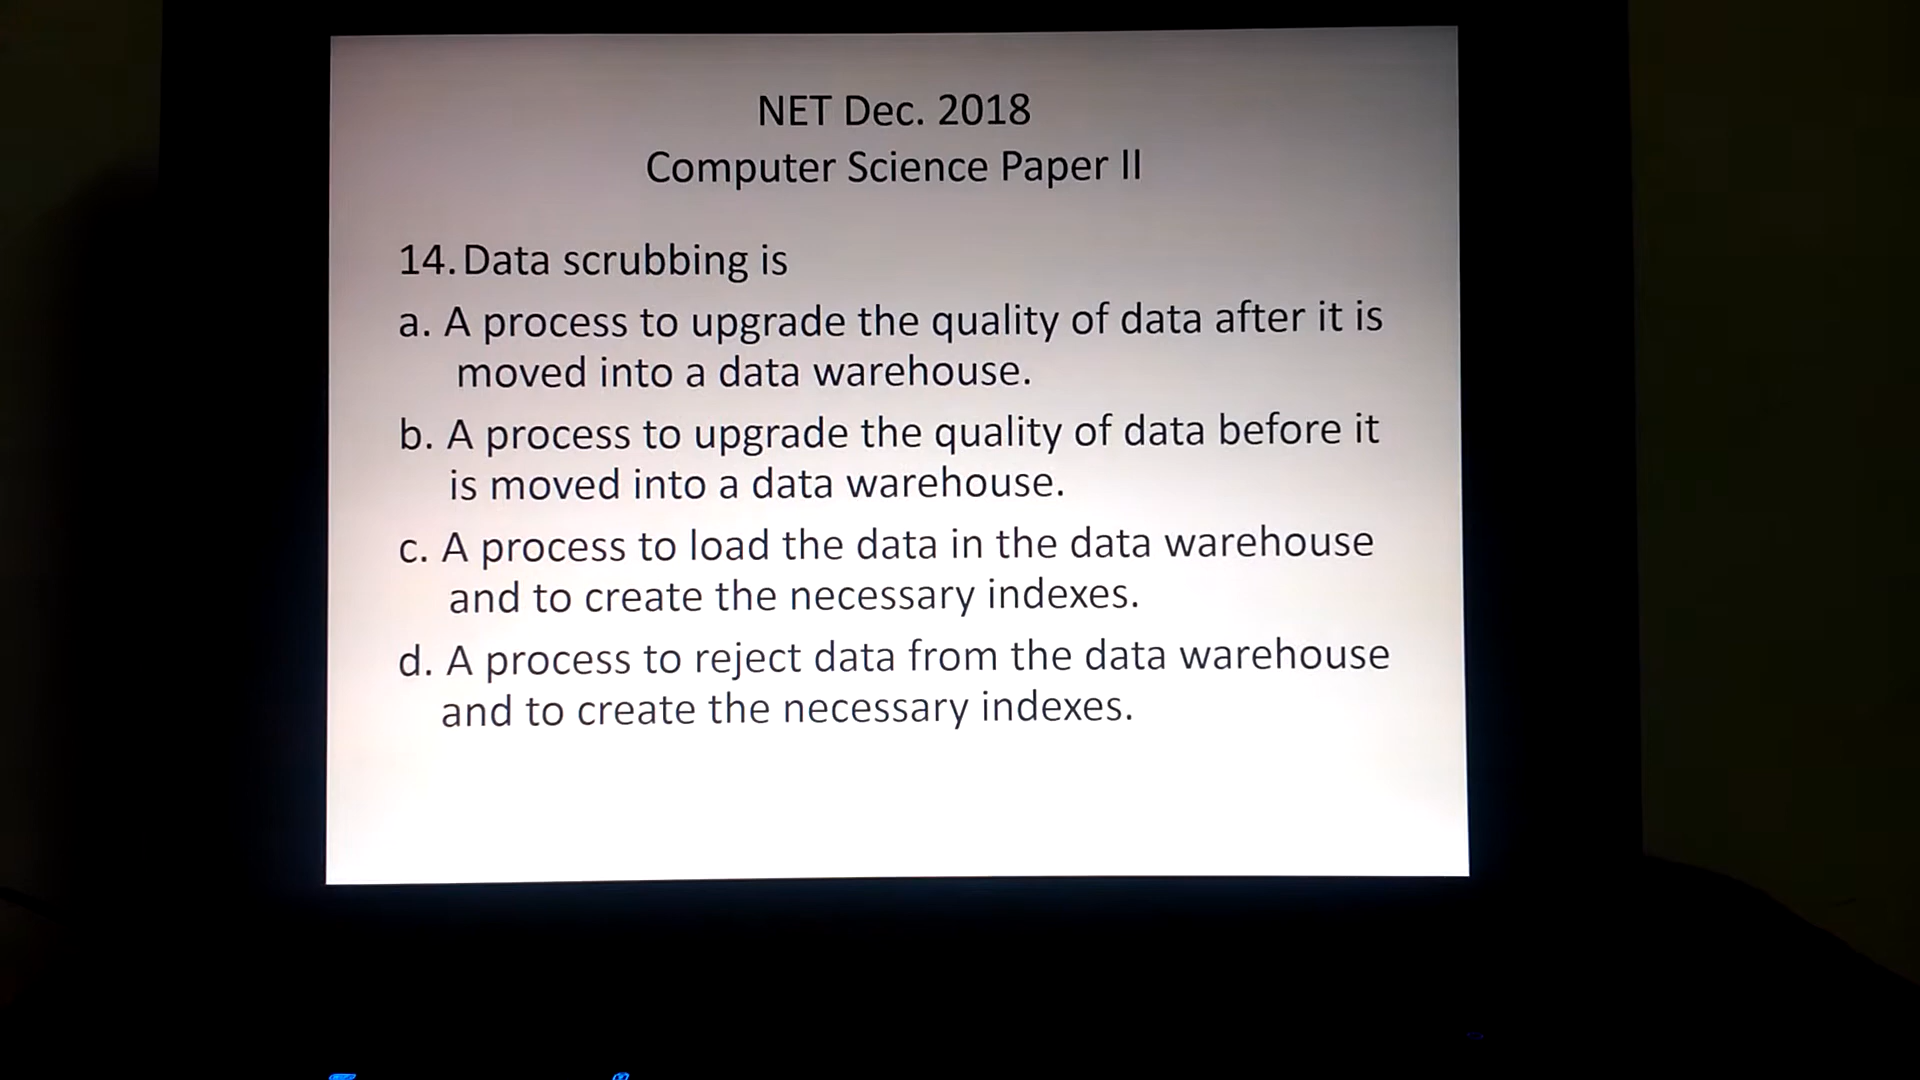 NET Dec. 2018
Computer Science Paper II
14. Data scrubbing is
a. A process to upgrade the quality of data after it is
moved into a data warehouse.
b. A process to upgrade the quality of data before it
is moved into a data warehouse.
c. A process to load the data in the data warehouse
and to create the necessary indexes.
d. A process to reject data from the data warehouse
and to create the necessary indexes.